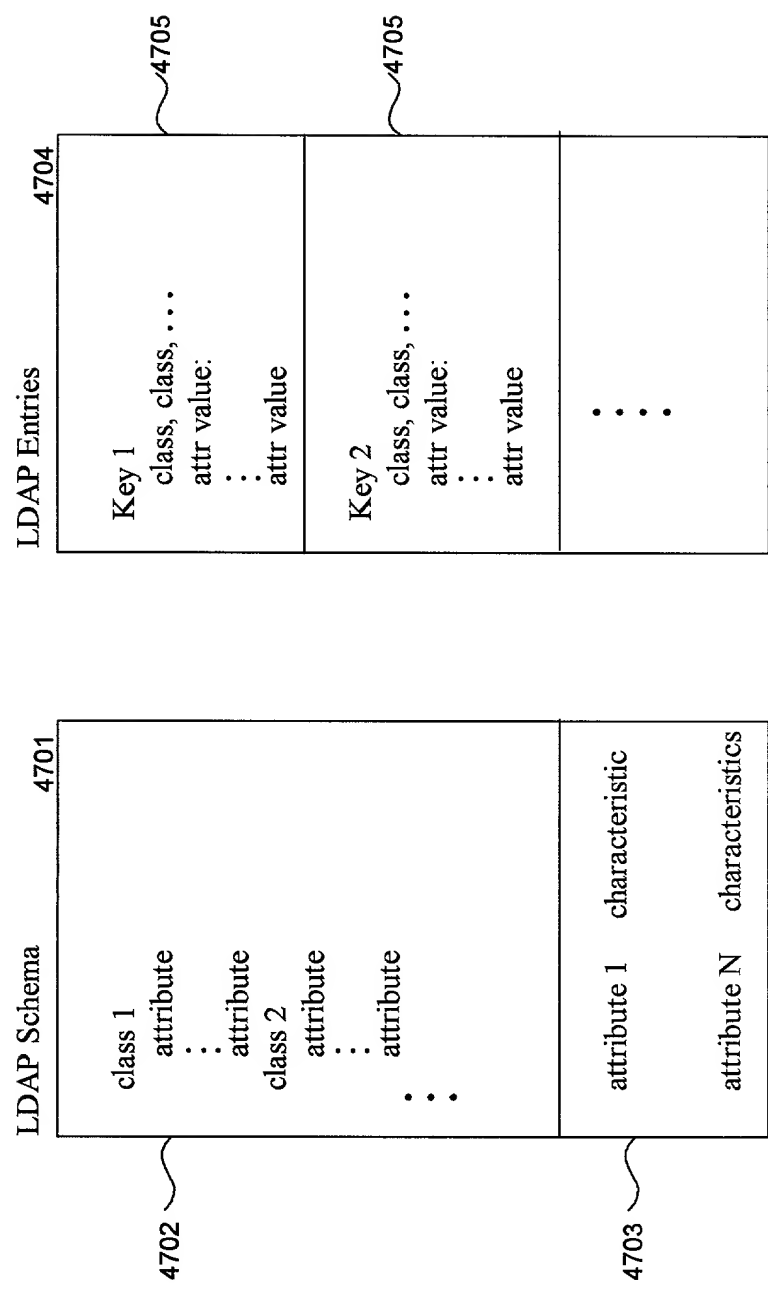 LDAP Schema
4701
class 1
attribute
⋮
attribute
class 2
attribute
⋮
attribute
• • •
attribute 1 characteristic
attribute N characteristics
4702
4703
LDAP Entries
4704
Key 1
class, class, . . .
attr value:
⋮
attr value
4705
Key 2
class, class, . . .
attr value:
⋮
attr value
4705
• • • •